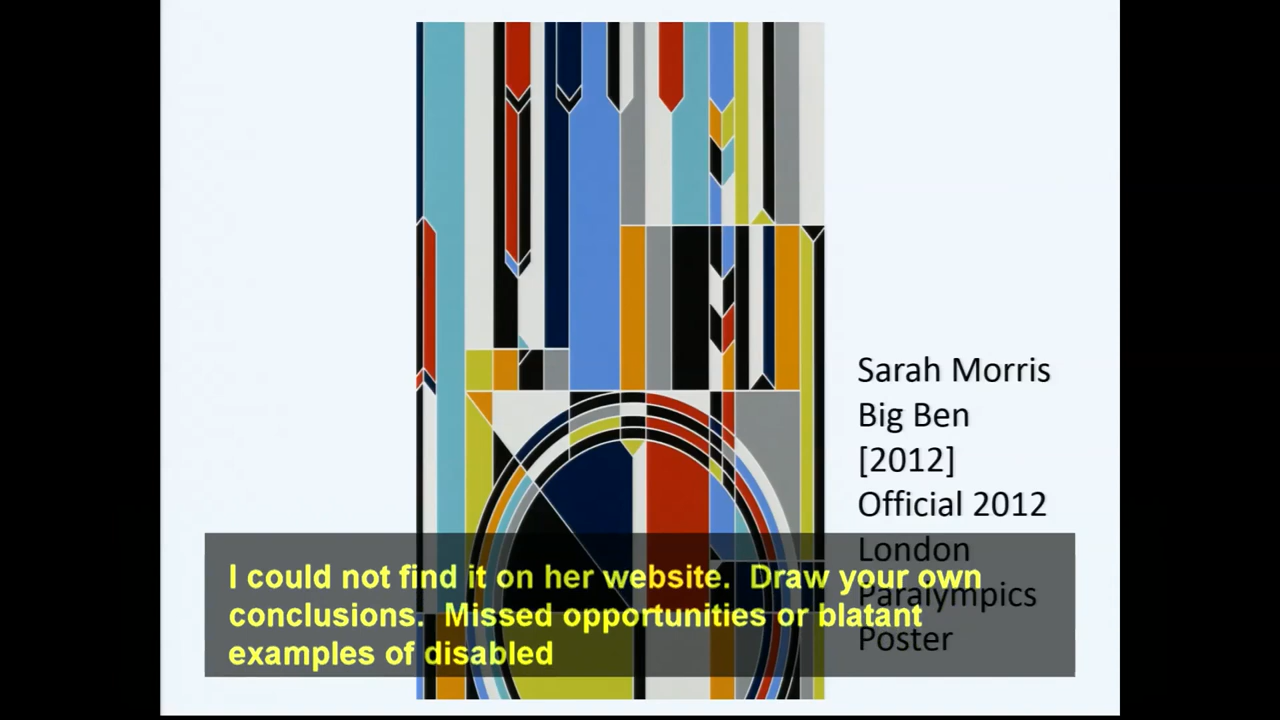 Sarah Morris
Big Ben
[2012]
Official 2012
London
Paralympics
Poster
I could not find it on her website.  Draw your own
conclusions.  Missed opportunities or blatant
examples of disabled